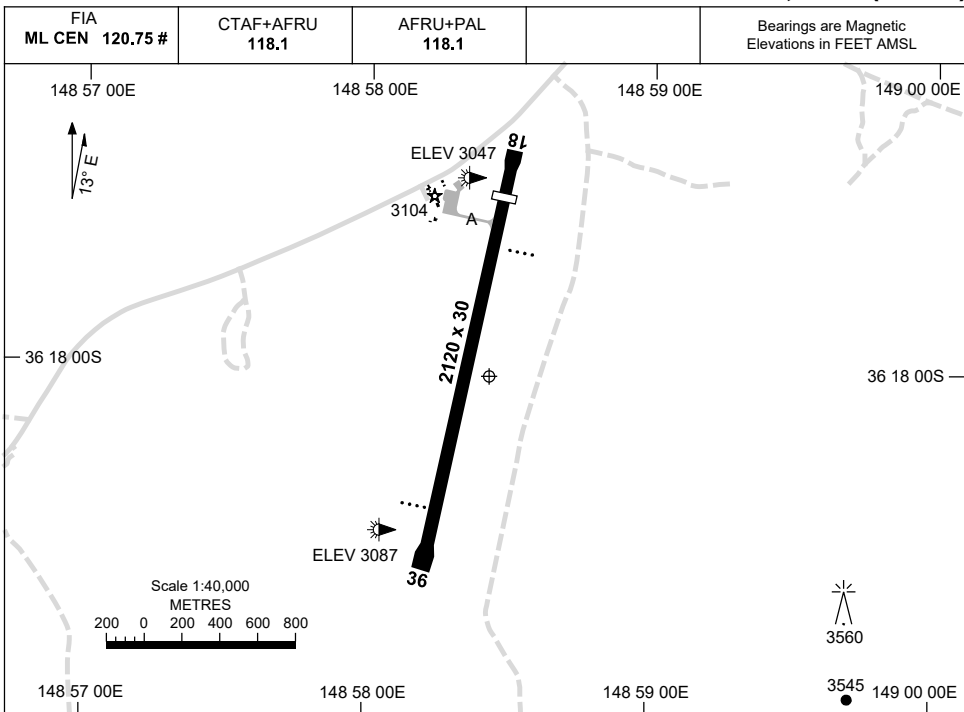 FIA
ML CEN 120.75 #
CTAF+AFRU
118.1
AFRU+PAL
118.1
Bearings are Magnetic
Elevations in FEET AMSL
148 57 00E
148 58 00E
148 59 00E
149 00 00E
13° E
ELEV 3047
18
3104
A
2120 x 30
36 18 00S
36 18 00S
ELEV 3087
36
Scale 1:40,000
METRES
200 0 200 400 600 800
3560
3545
148 57 00E
148 58 00E
148 59 00E
149 00 00E